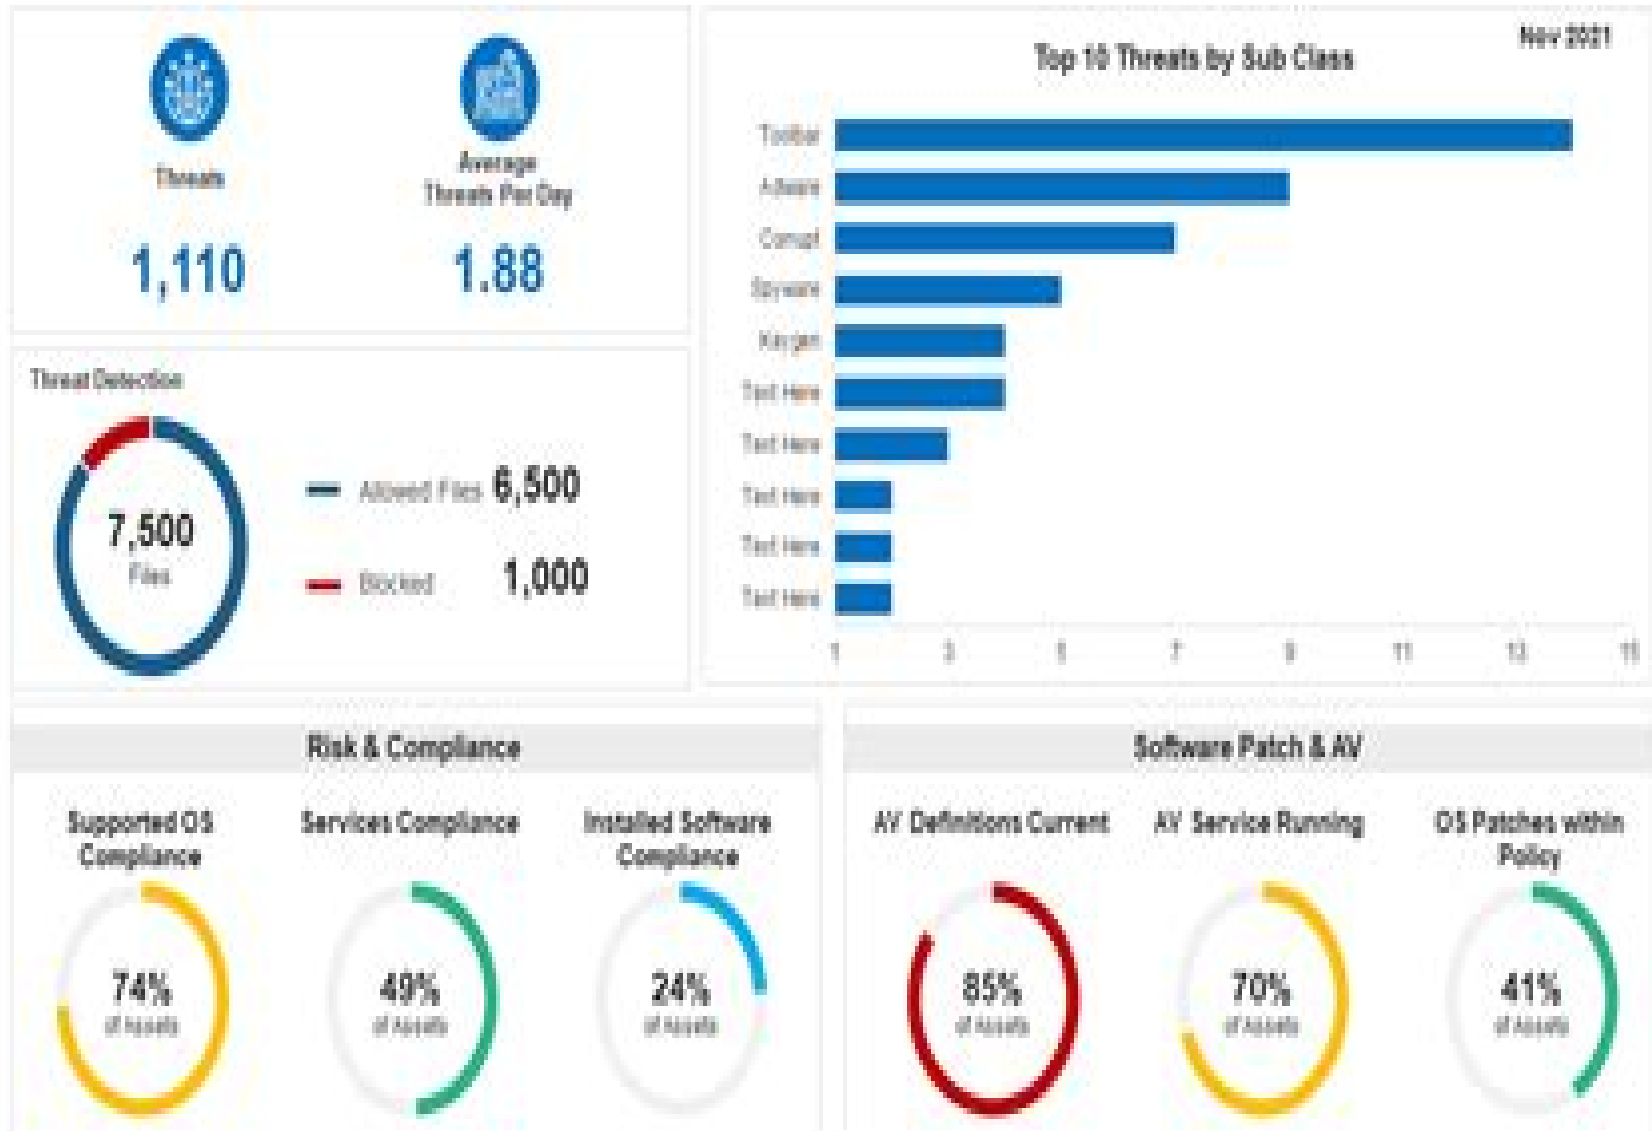 Threats
1,110
Average
Threats Per Day
1.88
Threat Detection
7,500
Files
Allowed Files 6,500
Blocked 1,000
Nov 2021
Top 10 Threats by Sub Class
Toolbar
Adware
Corrupt
Spyware
Keygen
Text Here
Text Here
Text Here
Text Here
Text Here
1 3 5 7 9 11 13 15
Risk & Compliance
Supported OS
Compliance
74%
of Assets
Services Compliance
49%
of Assets
Installed Software
Compliance
24%
of Assets
Software Patch & AV
AV Definitions Current
85%
of Assets
AV Service Running
70%
of Assets
OS Patches within
Policy
41%
of Assets